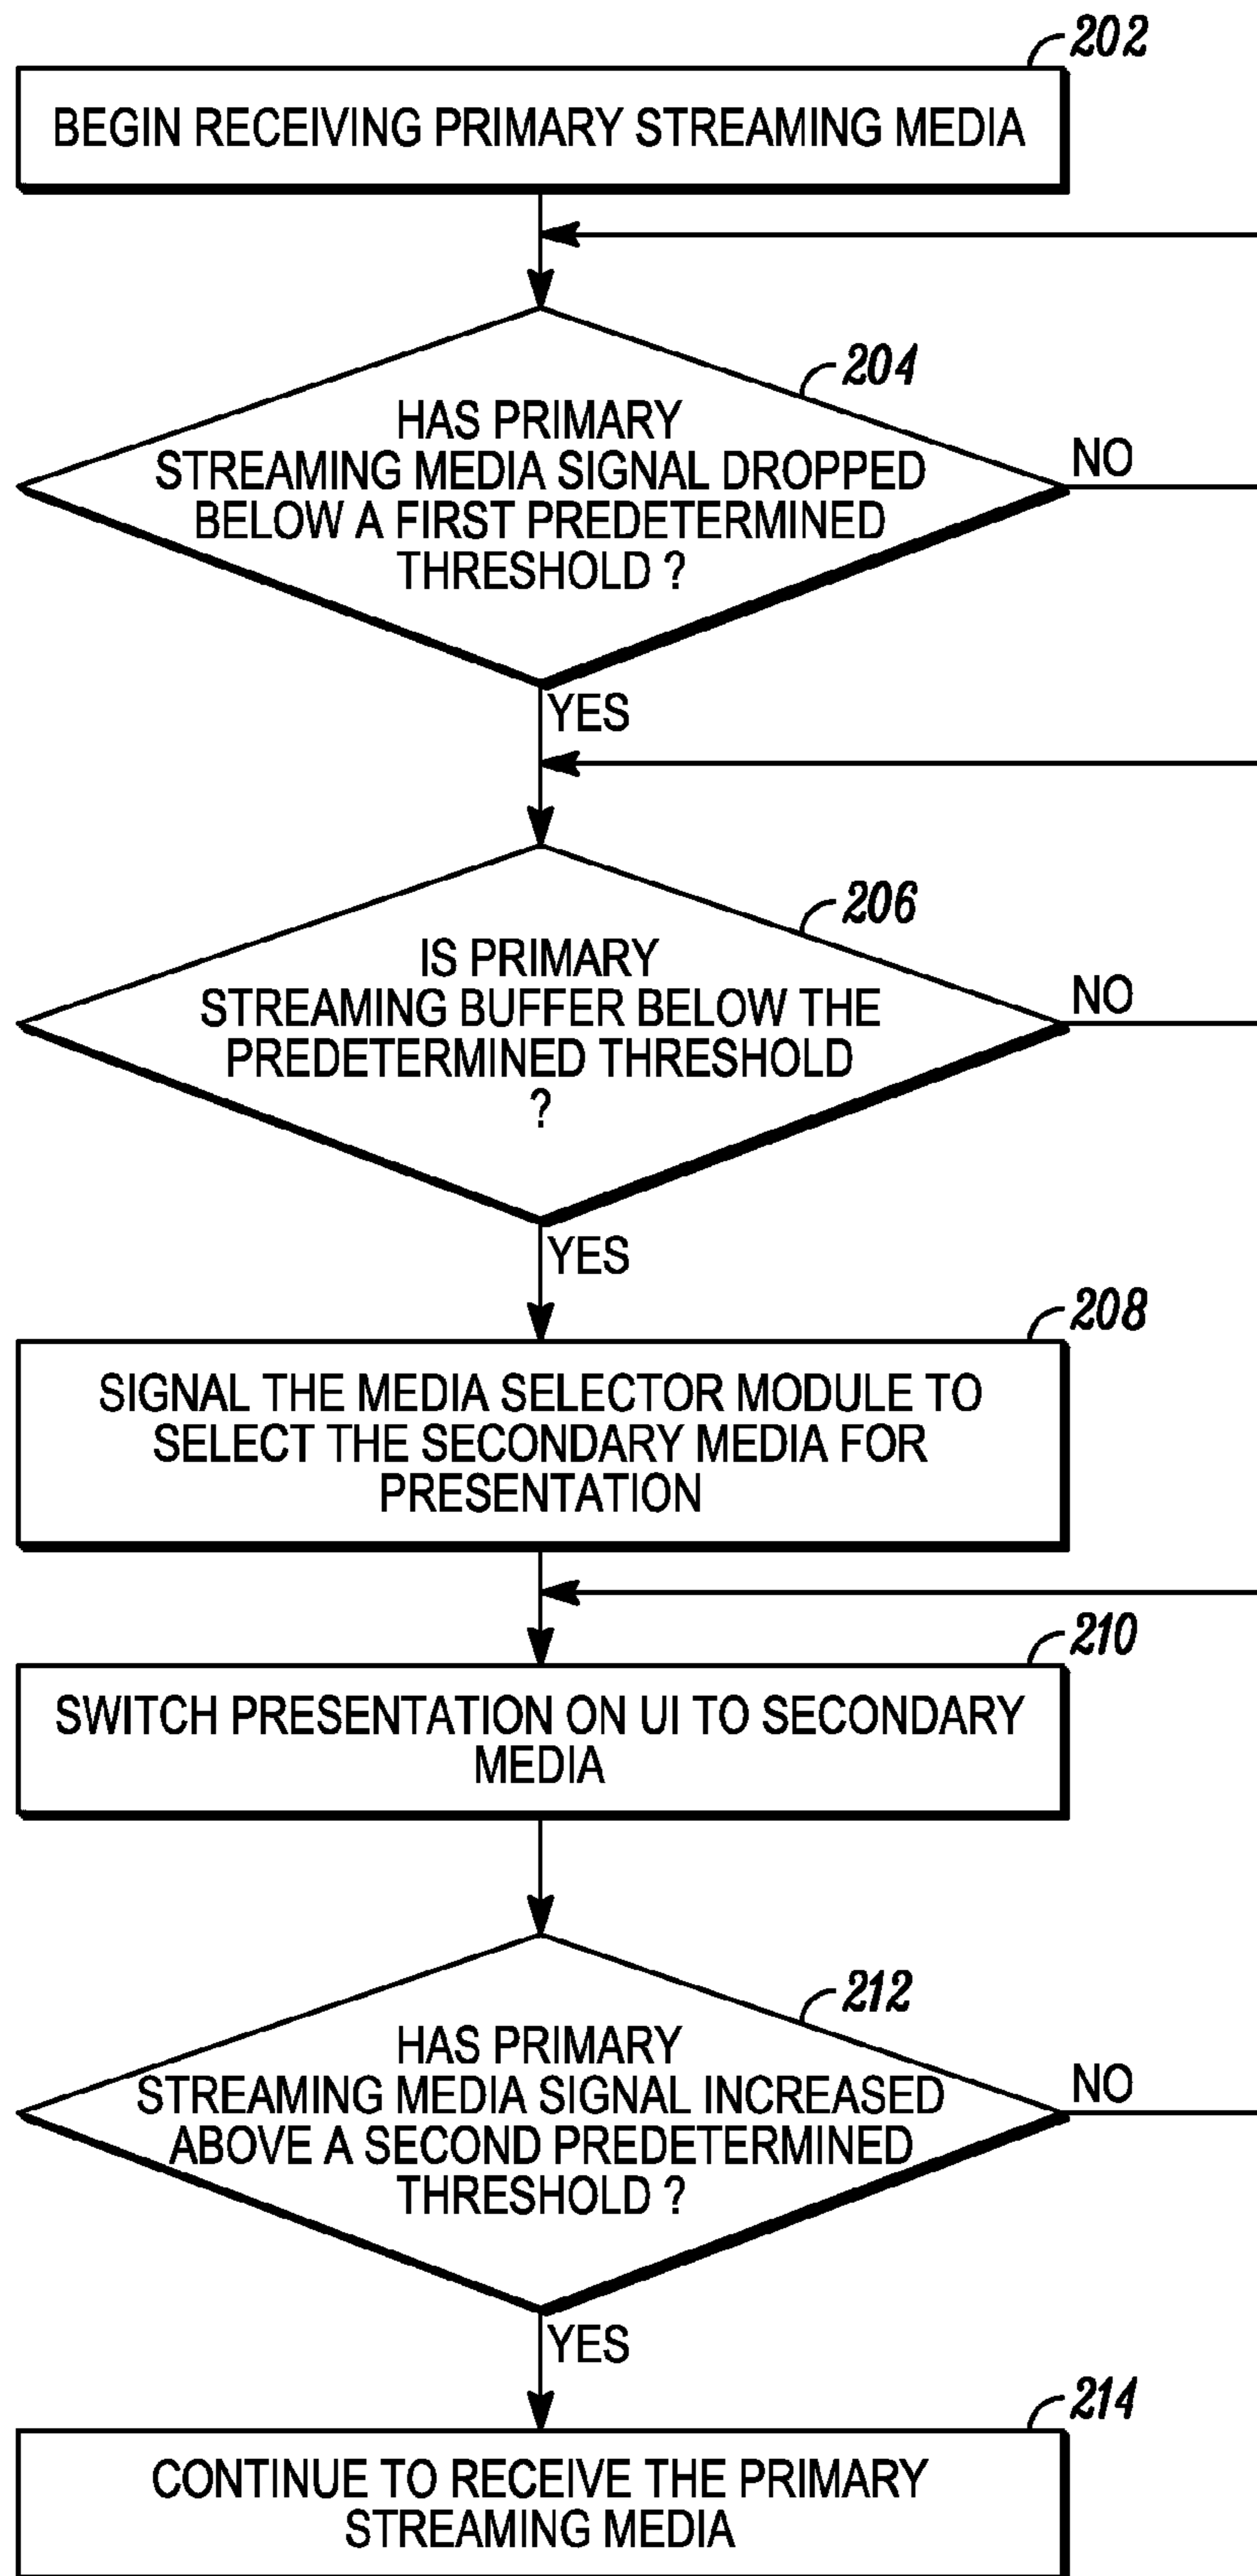 202
BEGIN RECEIVING PRIMARY STREAMING MEDIA
204
HAS PRIMARY
STREAMING MEDIA SIGNAL DROPPED
BELOW A FIRST PREDETERMINED
THRESHOLD ?
NO
YES
206
IS PRIMARY
STREAMING BUFFER BELOW THE
PREDETERMINED THRESHOLD
?
NO
YES
208
SIGNAL THE MEDIA SELECTOR MODULE TO
SELECT THE SECONDARY MEDIA FOR
PRESENTATION
210
SWITCH PRESENTATION ON UI TO SECONDARY
MEDIA
212
HAS PRIMARY
STREAMING MEDIA SIGNAL INCREASED
ABOVE A SECOND PREDETERMINED
THRESHOLD ?
NO
YES
214
CONTINUE TO RECEIVE THE PRIMARY
STREAMING MEDIA